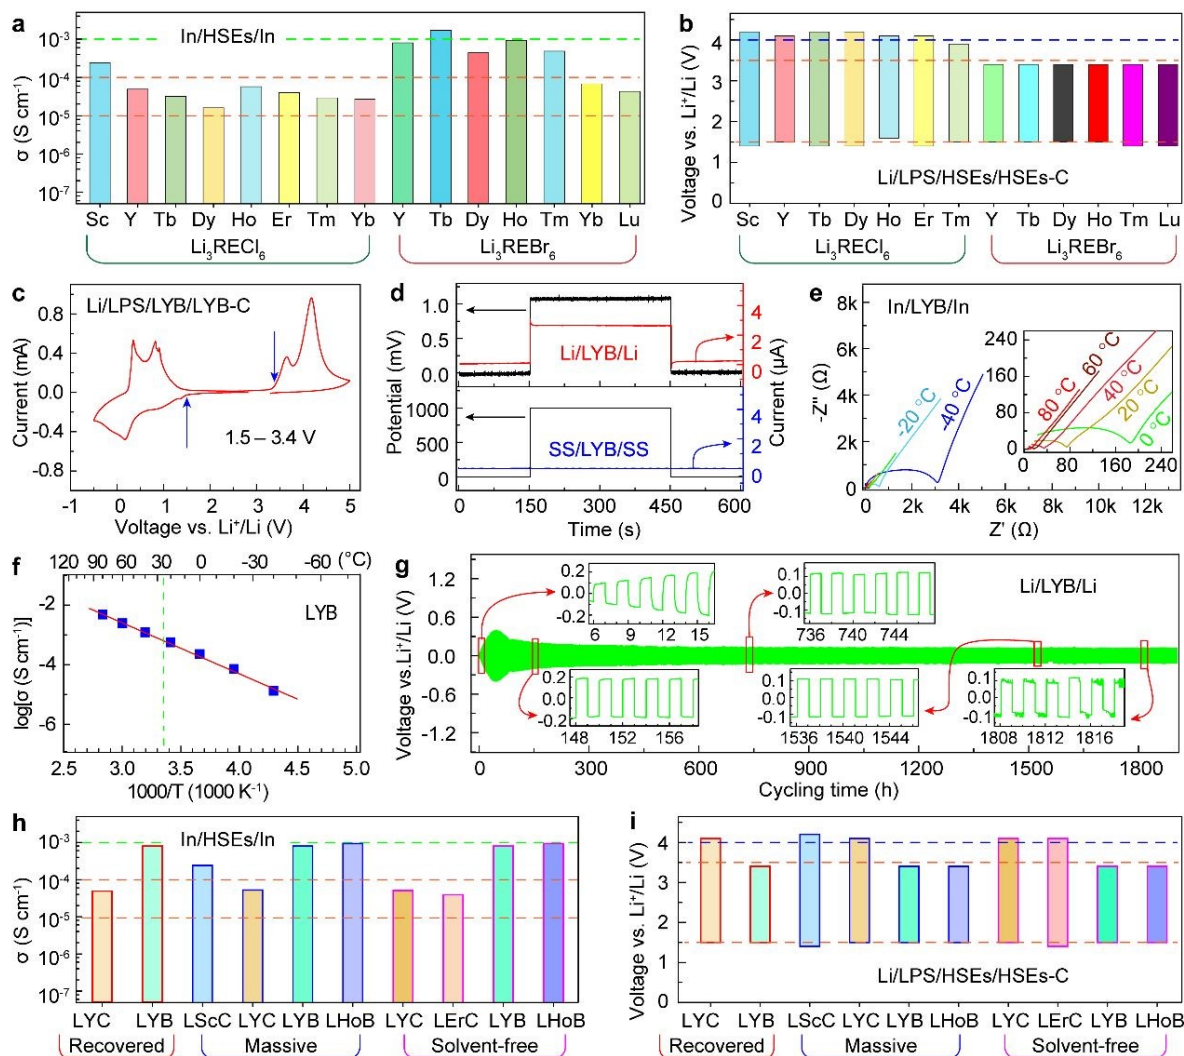 a
In/HSEs/In
σ (S cm⁻¹)
10⁻³
10⁻⁴
10⁻⁵
10⁻⁶
10⁻⁷
Sc Y Tb Dy Ho Er Tm Yb Y Tb Dy Ho Tm Yb Lu
Li₃RECl₆ Li₃REBr₆
b
Voltage vs. Li⁺/Li (V)
4
3
2
1
0
Li/LPS/HSEs/HSEs-C
Sc Y Tb Dy Ho Er Tm Y Tb Dy Ho Tm Lu
Li₃RECl₆ Li₃REBr₆
c
Li/LPS/LYB/LYB-C
Current (mA)
0.8
0.4
0.0
-0.4
-0.8
1.5 – 3.4 V
-1 0 1 2 3 4 5
Voltage vs. Li⁺/Li (V)
d
Potential (mV)
1.0
0.5
0.0
1000
500
0
Li/LYB/Li
SS/LYB/SS
4
2
0
4
2
0
Current (µA)
0 150 300 450 600
Time (s)
e
In/LYB/In
-Z'' (Ω)
8k
6k
4k
2k
0
-20 °C
-40 °C
240
160
80
0
80 °C
60 °C
40 °C
20 °C
0 °C
0 80 160 240
0 2k 4k 6k 8k 10k 12k
Z' (Ω)
f
120 90 60 30 0 -30 -60 (°C)
LYB
log[σ (S cm⁻¹)]
-2
-4
-6
2.5 3.0 3.5 4.0 4.5 5.0
1000/T (1000 K⁻¹)
g
Li/LYB/Li
Voltage vs.Li⁺/Li (V)
1.2
0.6
0.0
-0.6
-1.2
0.2
0.0
-0.2
6 9 12 15
0.1
0.0
-0.1
736 740 744
0.2
0.0
-0.2
148 152 156
0.1
0.0
-0.1
1536 1540 1544
0.1
0.0
-0.1
1808 1812 1816
0 300 600 900 1200 1500 1800
Cycling time (h)
h
In/HSEs/In
σ (S cm⁻¹)
10⁻³
10⁻⁴
10⁻⁵
10⁻⁶
10⁻⁷
LYC LYB LScC LYC LYB LHoB LYC LErC LYB LHoB
Recovered Massive Solvent-free
i
Voltage vs. Li⁺/Li (V)
4
3
2
1
0
Li/LPS/HSEs/HSEs-C
LYC LYB LScC LYC LYB LHoB LYC LErC LYB LHoB
Recovered Massive Solvent-free